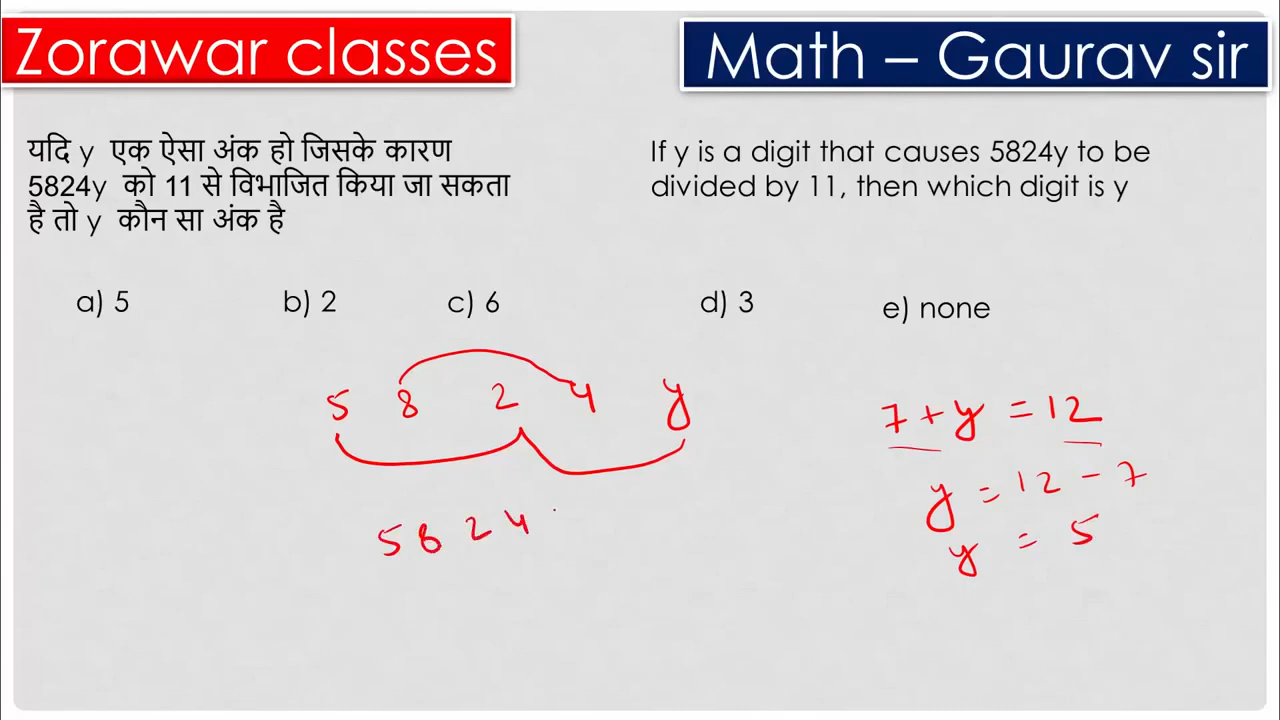 Zorawar classes
Math – Gaurav sir
यदि y एक ऐसा अंक हो जिसके कारण
5824y को 11 से विभाजित किया जा सकता
है तो y कौन सा अंक है
If y is a digit that causes 5824y to be
divided by 11, then which digit is y
a) 5 b) 2 c) 6 d) 3 e) none
5 8 2 4 y
7 + y = 12
y = 12 - 7
5 8 2 4
y = 5